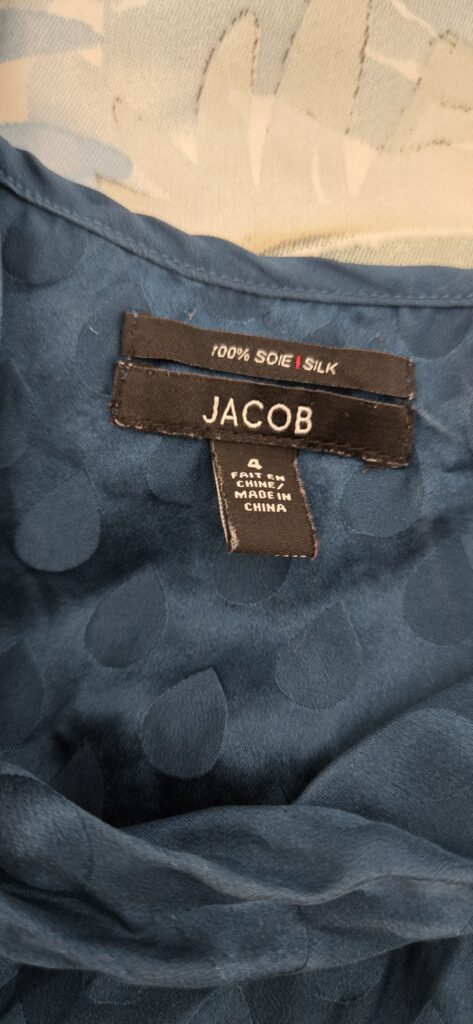 100% SOIE | SILK
JACOB
4
FAIT EN
CHINE/
MADE IN
CHINA